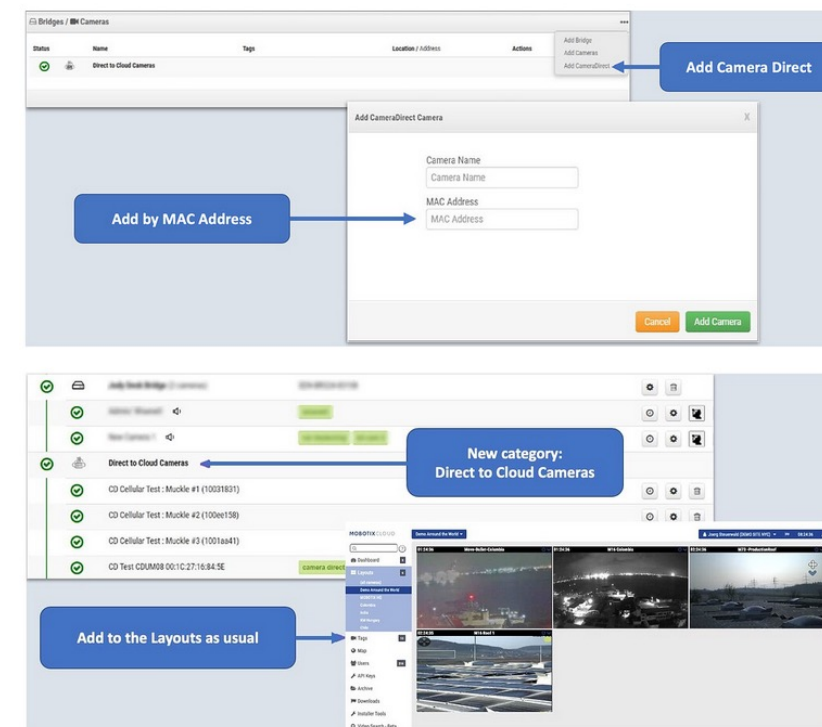 Bridges / Cameras
Status Name Tags Location / Address Actions
Add Bridge
Add Cameras
Add CameraDirect
Direct to Cloud Cameras
Add Camera Direct
Add CameraDirect Camera X
Camera Name
Camera Name
MAC Address
MAC Address
Add by MAC Address
Cancel Add Camera
New category:
Direct to Cloud Cameras
Direct to Cloud Cameras
CD Cellular Test : Muckle #1 (10031831)
CD Cellular Test : Muckle #2 (100ee158)
CD Cellular Test : Muckle #3 (1001aa41)
CD Test CDUM08 00:1C:27:16:84:5E camera direct
Add to the Layouts as usual
MOBOTIX CLOUD Demo Around the World
Dashboard
Layouts
Demo Around the World
Tags
Map
Users
API Keys
Archive
Downloads
Installer Tools
Video Search - Beta